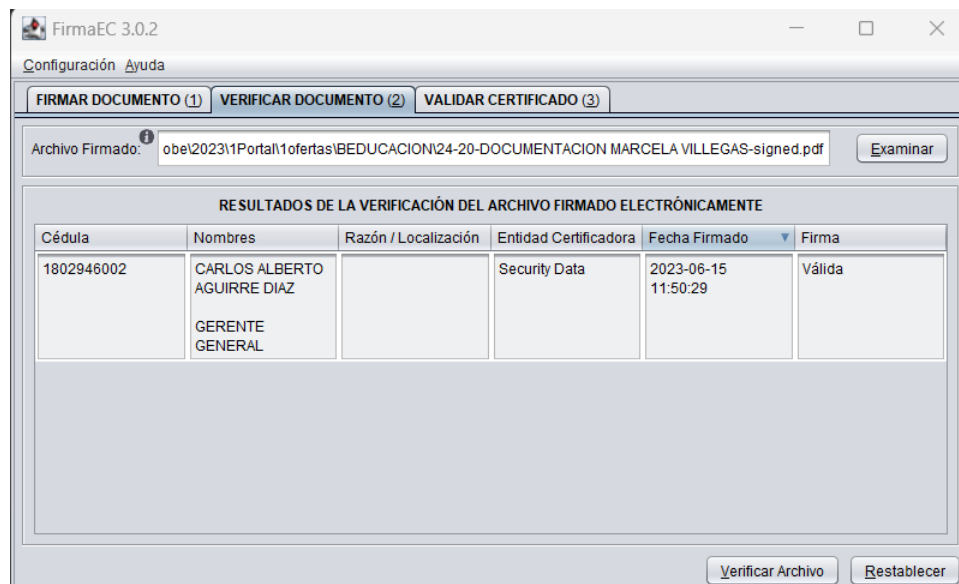 FirmaEC 3.0.2
Configuración Ayuda
FIRMAR DOCUMENTO (1) VERIFICAR DOCUMENTO (2) VALIDAR CERTIFICADO (3)
Archivo Firmado: obe\2023\1Portal\1ofertas\BEDUCACION\24-20-DOCUMENTACION MARCELA VILLEGAS-signed.pdf Examinar
RESULTADOS DE LA VERIFICACIÓN DEL ARCHIVO FIRMADO ELECTRÓNICAMENTE
Cédula Nombres Razón / Localización Entidad Certificadora Fecha Firmado Firma
1802946002 CARLOS ALBERTO Security Data 2023-06-15 Válida
AGUIRRE DIAZ 11:50:29
GERENTE
GENERAL
Verificar Archivo Restablecer